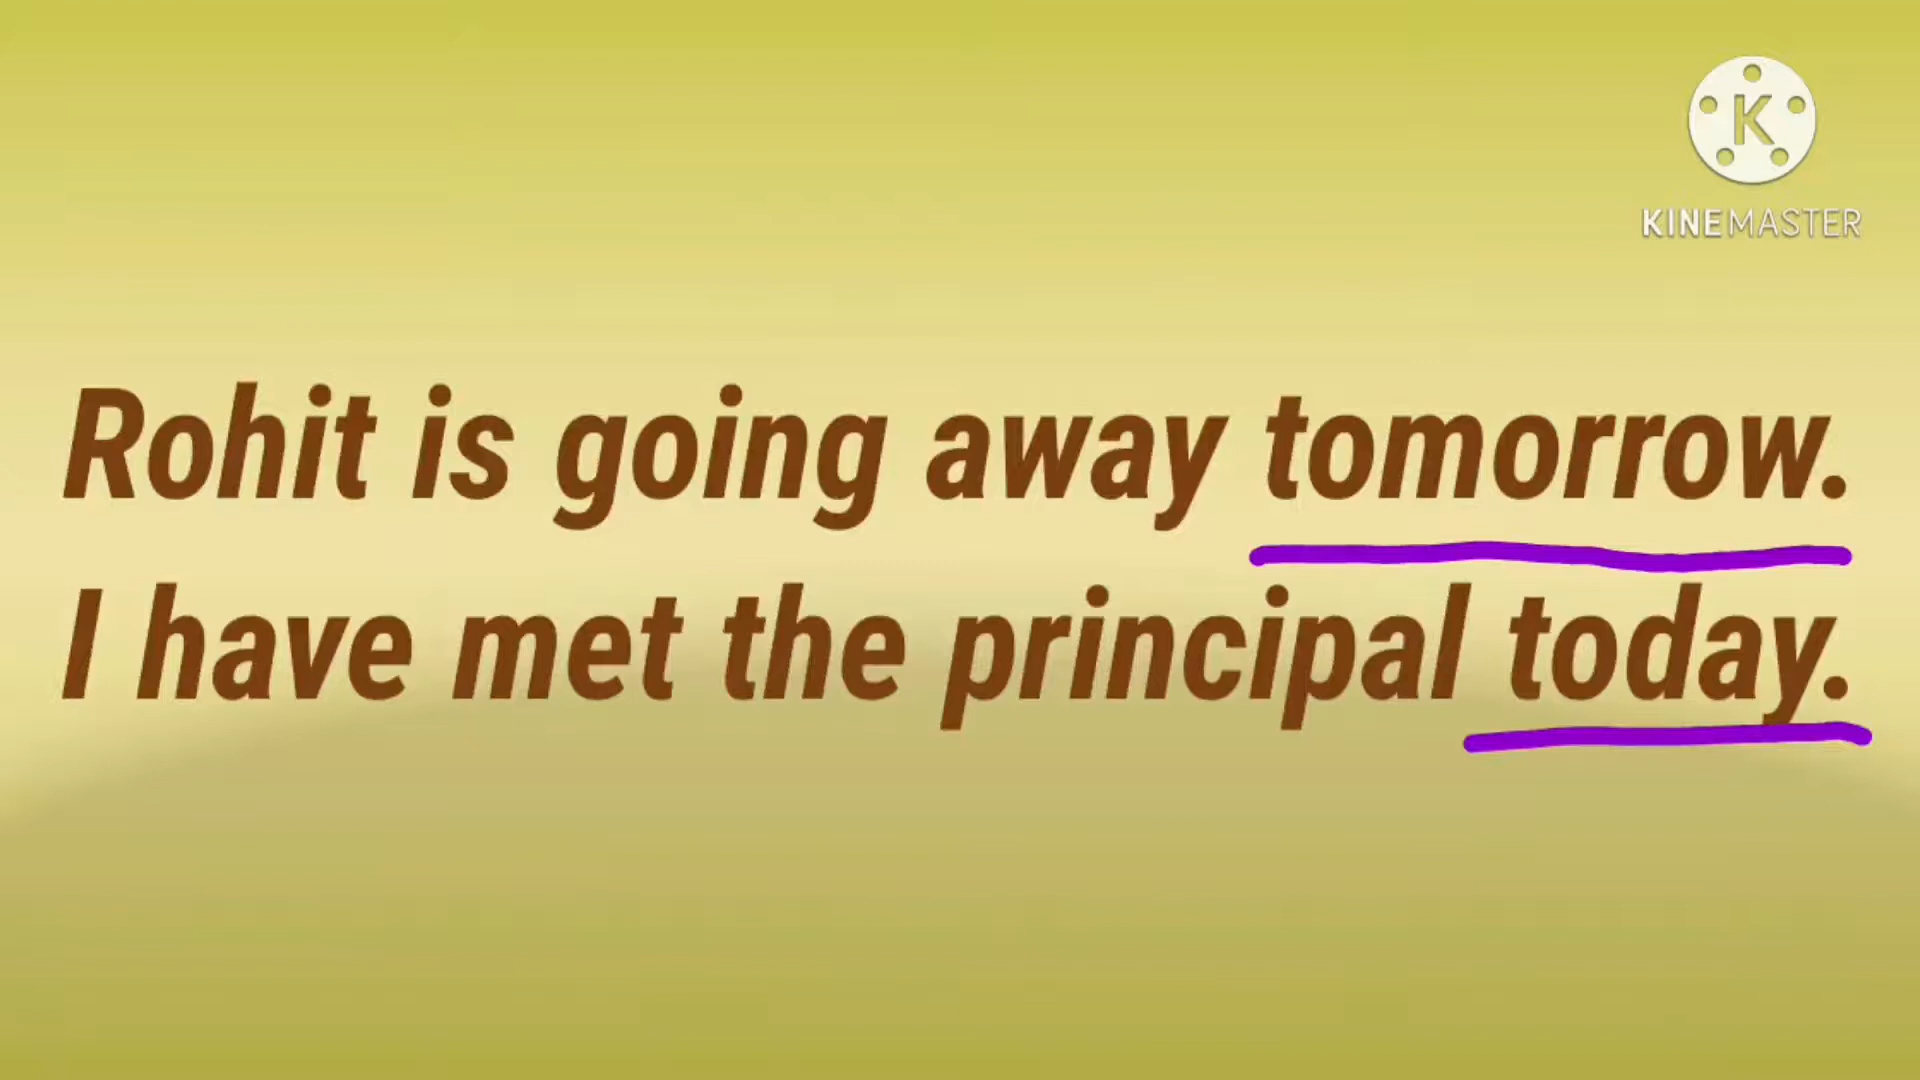 K
KINEMASTER
Rohit is going away tomorrow.
I have met the principal today.